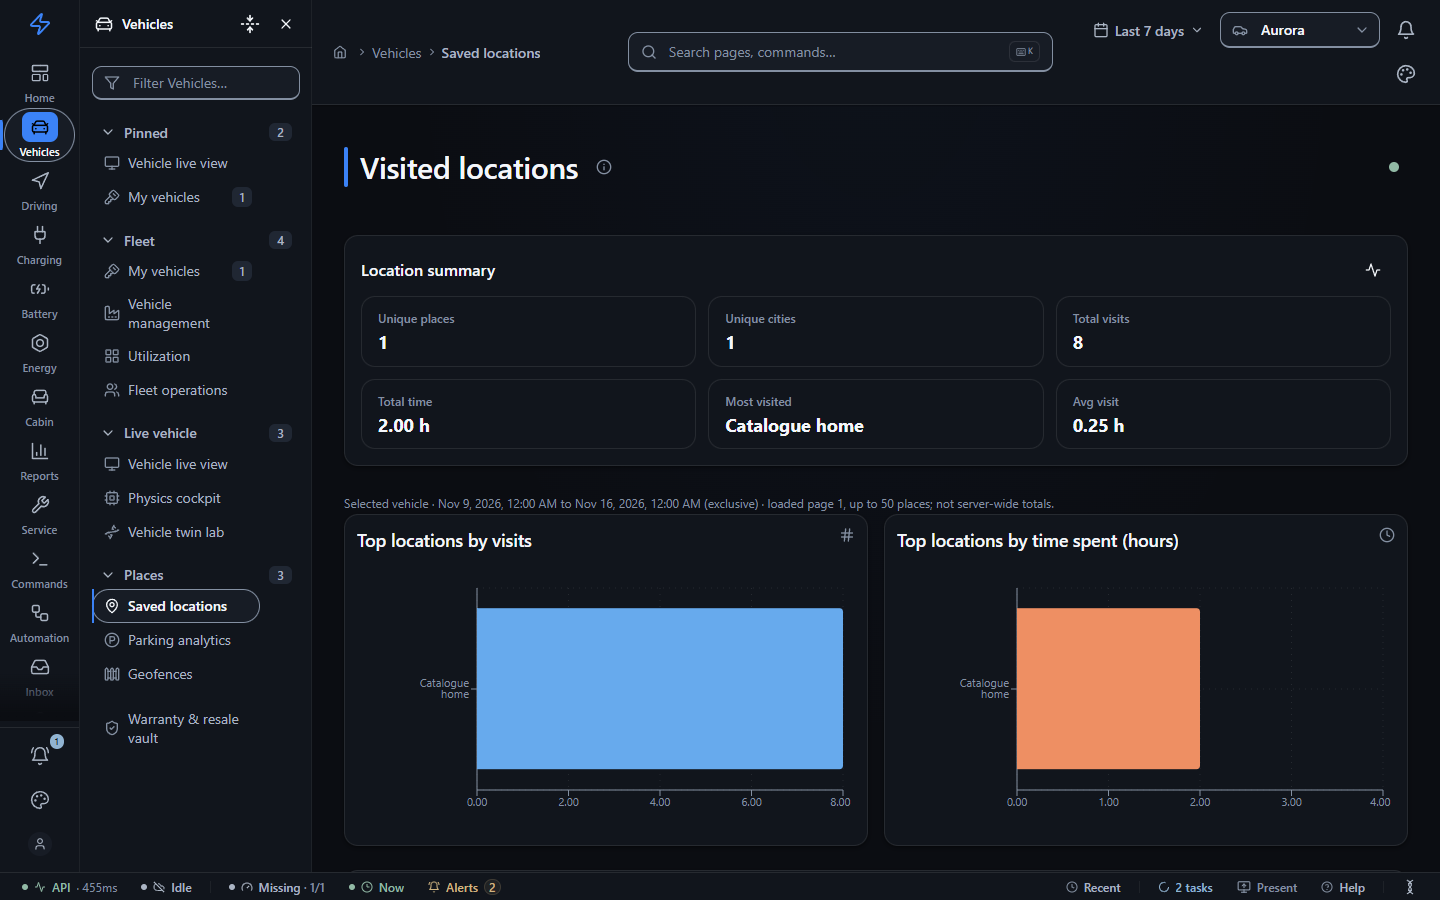 Home
Vehicles
Driving
Charging
Battery
Energy
Cabin
Reports
Service
Commands
Automation
Inbox
1
Vehicles
Filter Vehicles...
Pinned 2
Vehicle live view
My vehicles 1
Fleet 4
My vehicles 1
Vehicle
management
Utilization
Fleet operations
Live vehicle 3
Vehicle live view
Physics cockpit
Vehicle twin lab
Places 3
Saved locations
Parking analytics
Geofences
Warranty & resale
vault
Vehicles
Saved locations
Search pages, commands...
K
Last 7 days
Aurora
Visited locations
Location summary
Unique places
1
Unique cities
1
Total visits
8
Total time
2.00 h
Most visited
Catalogue home
Avg visit
0.25 h
Selected vehicle · Nov 9, 2026, 12:00 AM to Nov 16, 2026, 12:00 AM (exclusive) · loaded page 1, up to 50 places; not server-wide totals.
Top locations by visits
Catalogue
home
0.00 2.00 4.00 6.00 8.00
Top locations by time spent (hours)
Catalogue
home
0.00 1.00 2.00 3.00 4.00
API · 455ms
Idle
Missing · 1/1
Now
Alerts 2
Recent
2 tasks
Present
Help